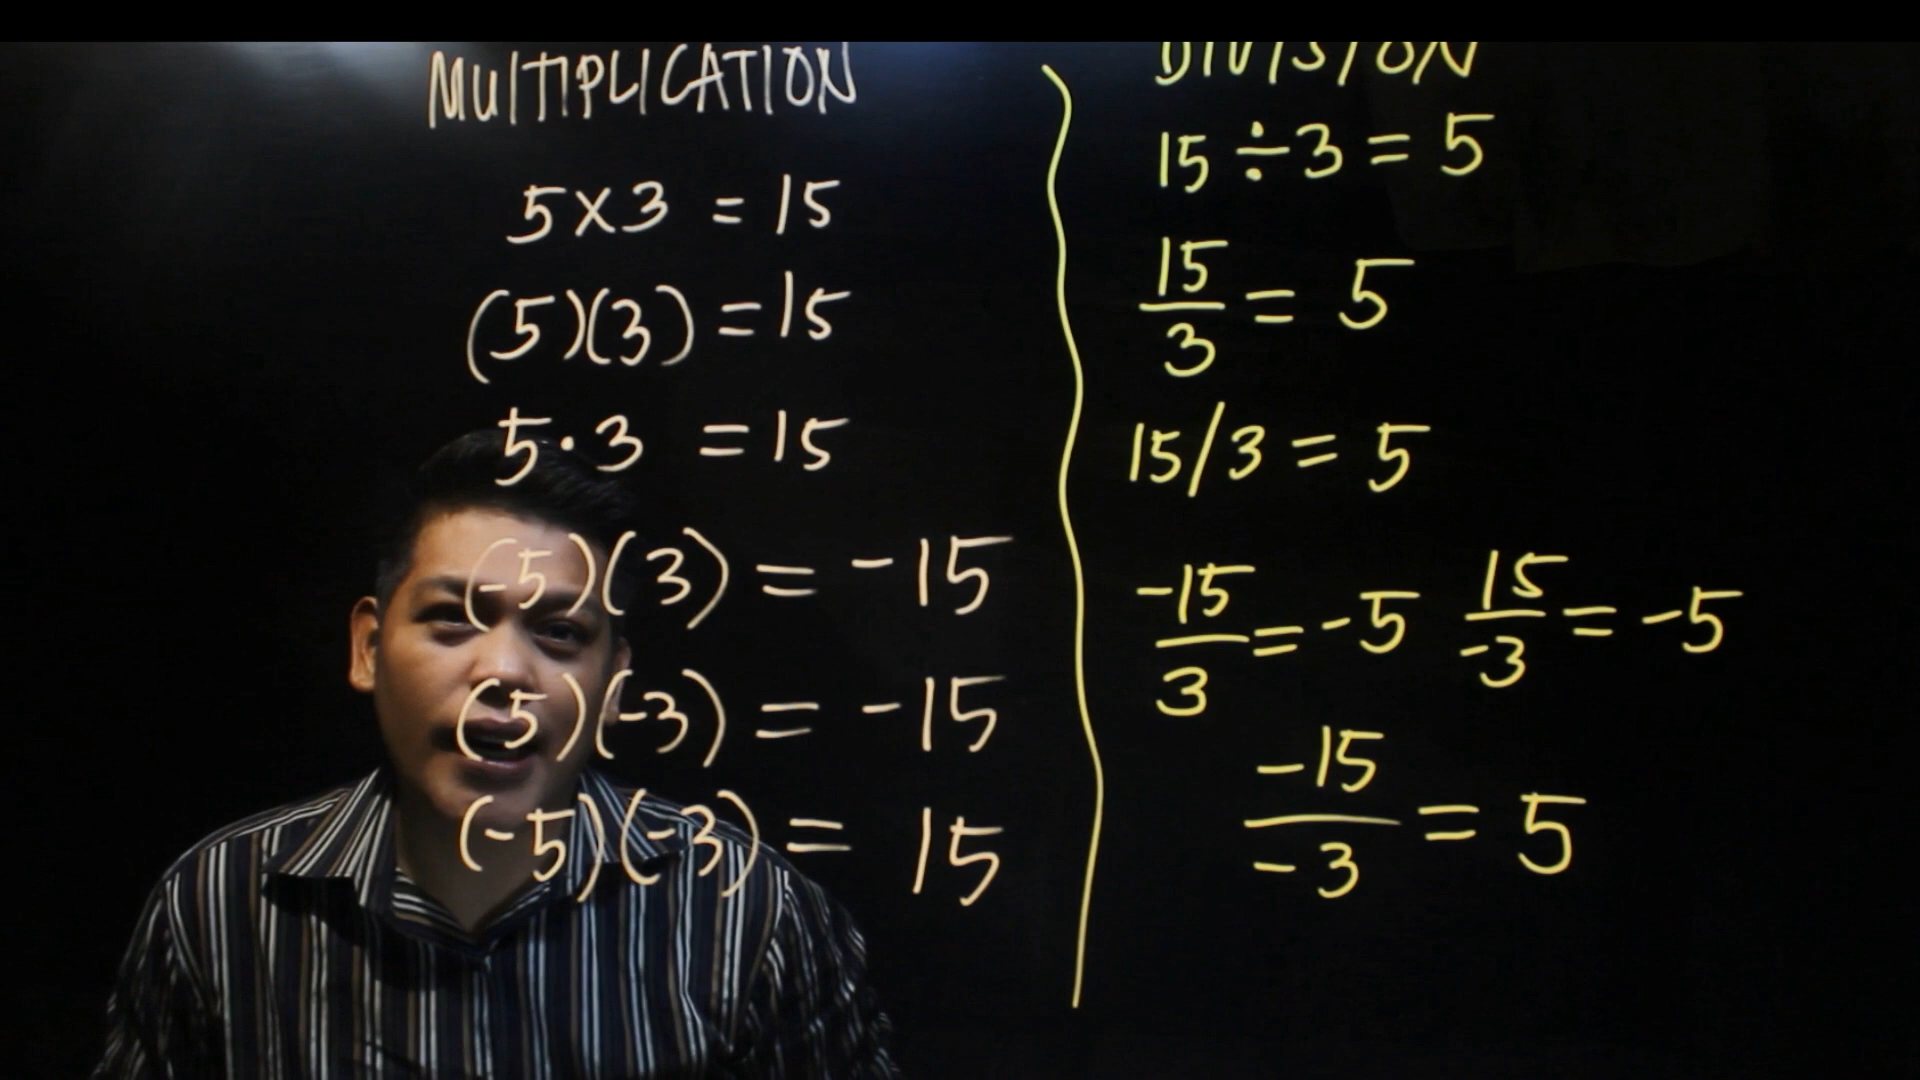 MULTIPLICATION
5×3 = 15
(5)(3) = 15
5·3 = 15
(-5)(3) = -15
(5)(-3) = -15
(-5)(-3) = 15
DIVISION
15÷3 = 5
15/3 = 5
15/3 = 5
-15/3 = -5 15/-3 = -5
-15/-3 = 5